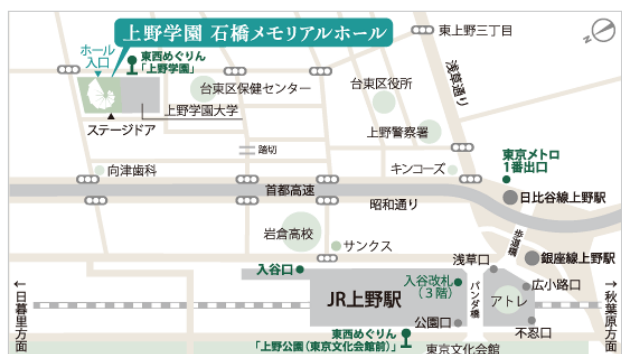 上野学園 石橋メモリアルホール
ホール
入口
東西めぐりん
「上野学園」
東上野三丁目
z
浅草通り
台東区保健センター
台東区役所
上野学園大学
ステージドア
上野警察署
踏切
向津歯科
キンコーズ
東京メトロ
1番出口
首都高速
日比谷線上野駅
昭和通り
岩倉高校
サンクス
歩道橋
銀座線上野駅
浅草口
入谷口
入谷改札
（3階）
広小路口
←日暮里方面
JR上野駅
パンダ橋
アトレ
→秋葉原方面
公園口
不忍口
東西めぐりん
「上野公園（東京文化会館前）」
東京文化会館